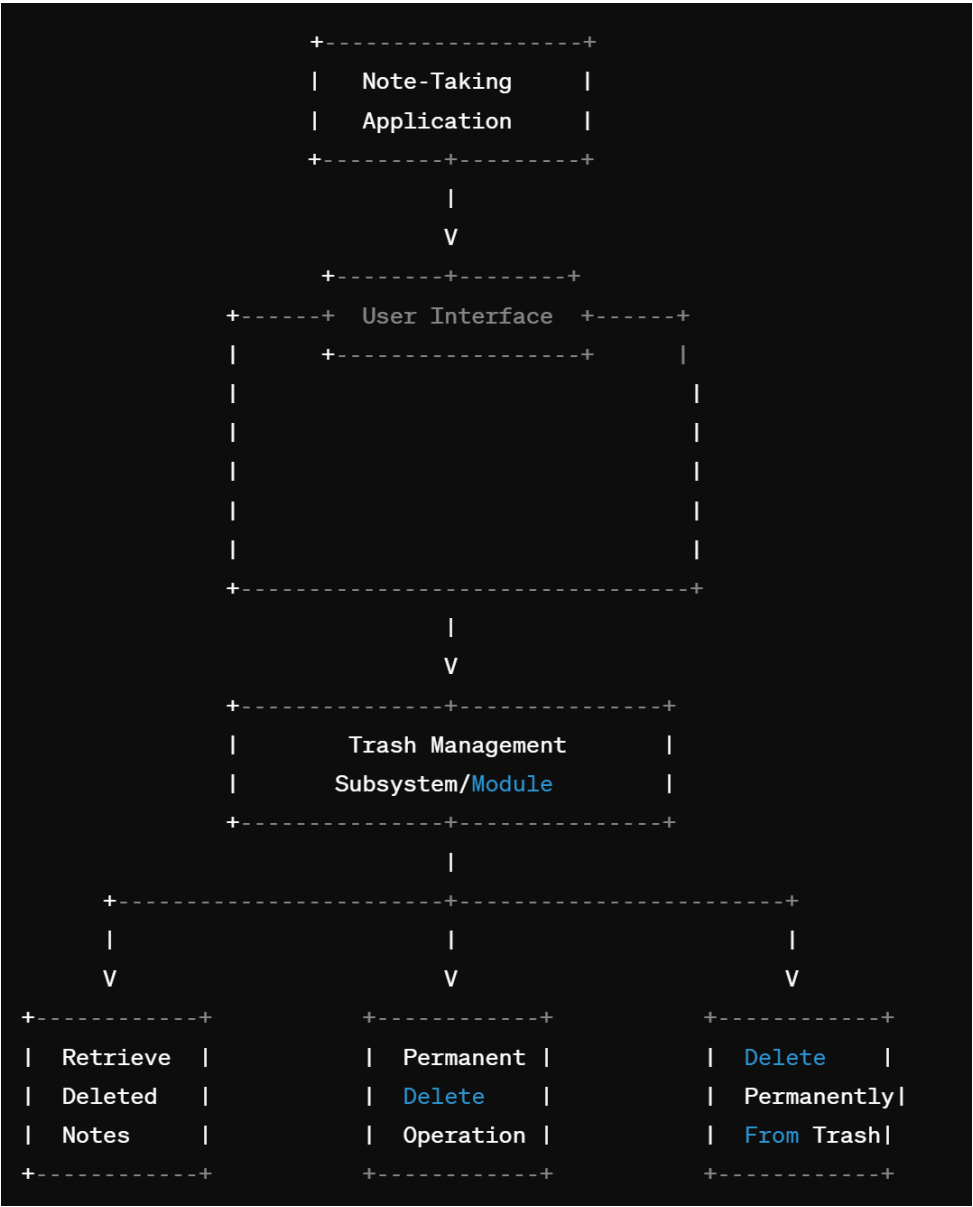 Note-Taking
Application
V
User Interface
V
Trash Management
Subsystem/Module
V V V
Retrieve Permanent Delete
Deleted Delete Permanently
Notes Operation From Trash